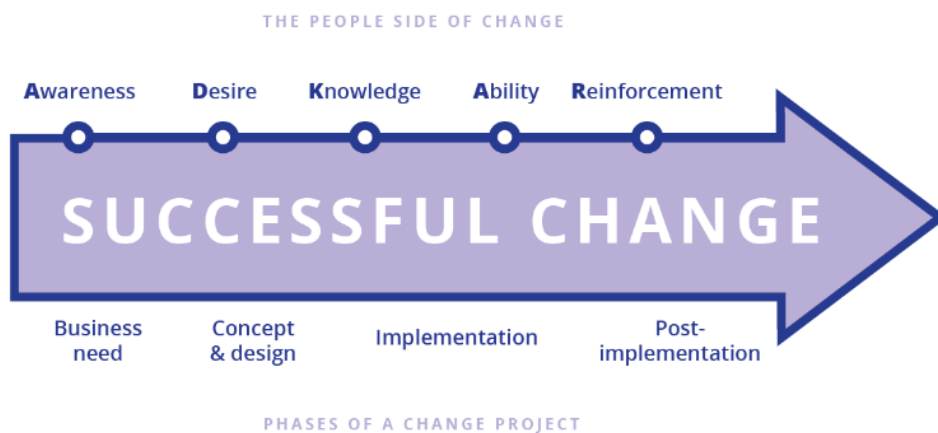 THE PEOPLE SIDE OF CHANGE
Awareness Desire Knowledge Ability Reinforcement
SUCCESSFUL CHANGE
Business need
Concept & design
Implementation
Post-implementation
PHASES OF A CHANGE PROJECT